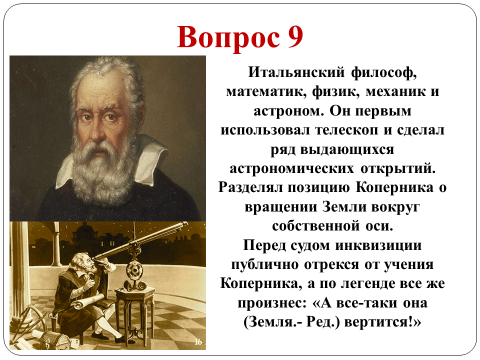 Вопрос 9
Итальянский философ,
математик, физик, механик и
астроном. Он первым
использовал телескоп и сделал
ряд выдающихся
астрономических открытий.
Разделял позицию Коперника о
вращении Земли вокруг
собственной оси.
Перед судом инквизиции
публично отрекся от учения
Коперника, а по легенде все же
произнес: «А все-таки она
(Земля.- Ред.) вертится!»
16